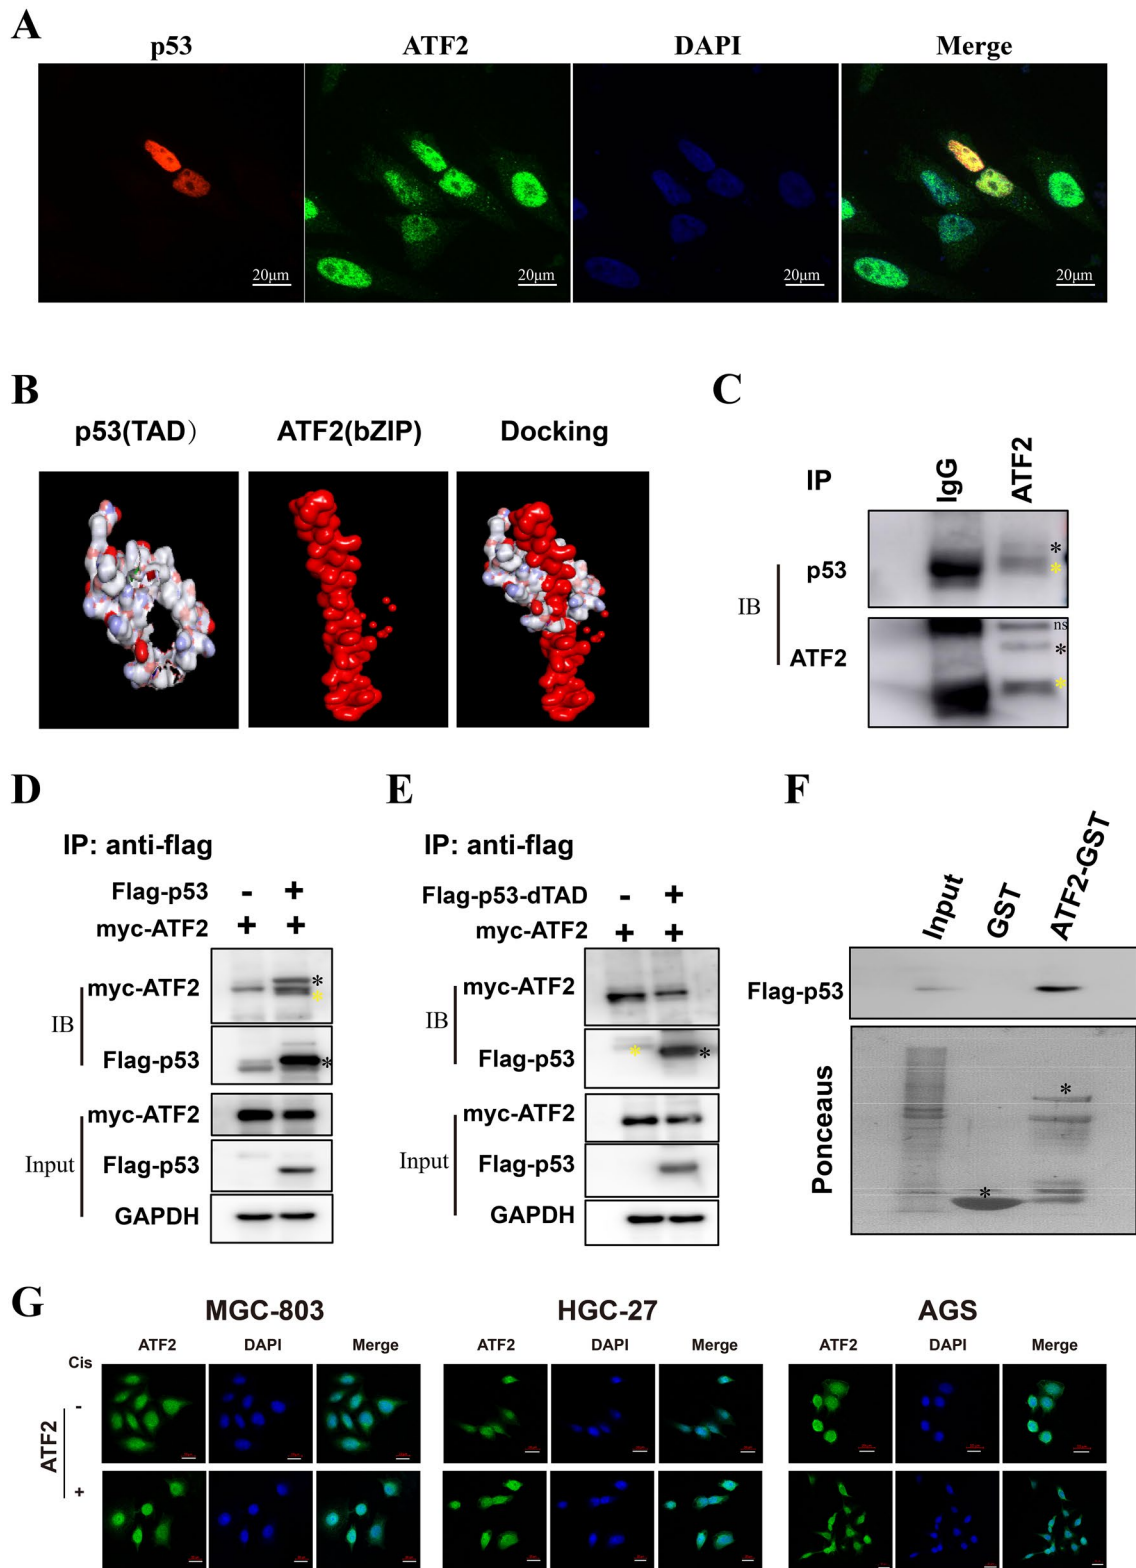 A
p53 ATF2 DAPI Merge
20μm 20μm 20μm 20μm
B
p53(TAD) ATF2(bZIP) Docking
C
IP IgG ATF2
p53 *
*
IB
ATF2 ns
*
*
D
IP: anti-flag
Flag-p53 - +
myc-ATF2 + +
myc-ATF2 *
*
IB
Flag-p53 *
myc-ATF2
Input Flag-p53
GAPDH
E
IP: anti-flag
Flag-p53-dTAD - +
myc-ATF2 + +
myc-ATF2
IB
Flag-p53 * *
myc-ATF2
Input Flag-p53
GAPDH
F
Input GST ATF2-GST
Flag-p53
Ponceaus
*
*
G
MGC-803 HGC-27 AGS
ATF2 DAPI Merge ATF2 DAPI Merge ATF2 DAPI Merge
Cis
-
ATF2
+